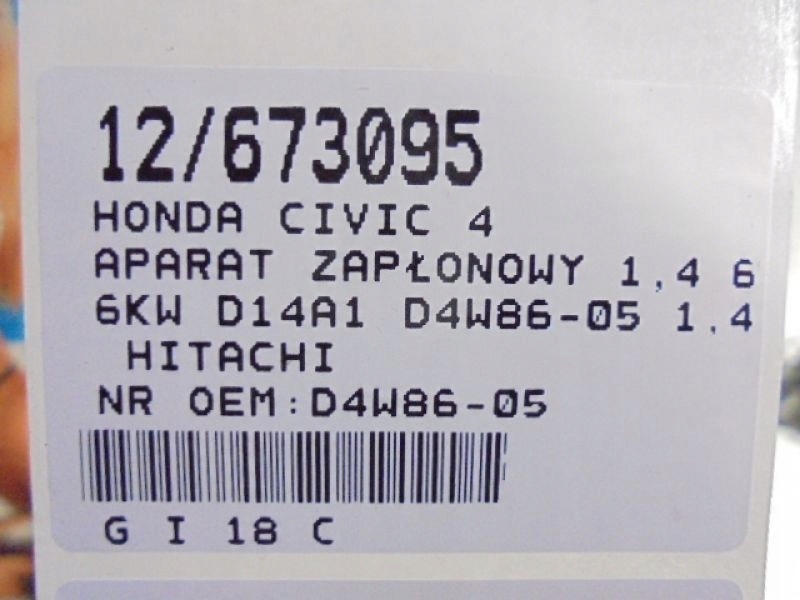 12/673095
HONDA CIVIC 4
APARAT ZAPŁONOWY 1,4 6
6KW D14A1 D4W86-05 1,4
HITACHI
NR OEM:D4W86-05
G I 18 C